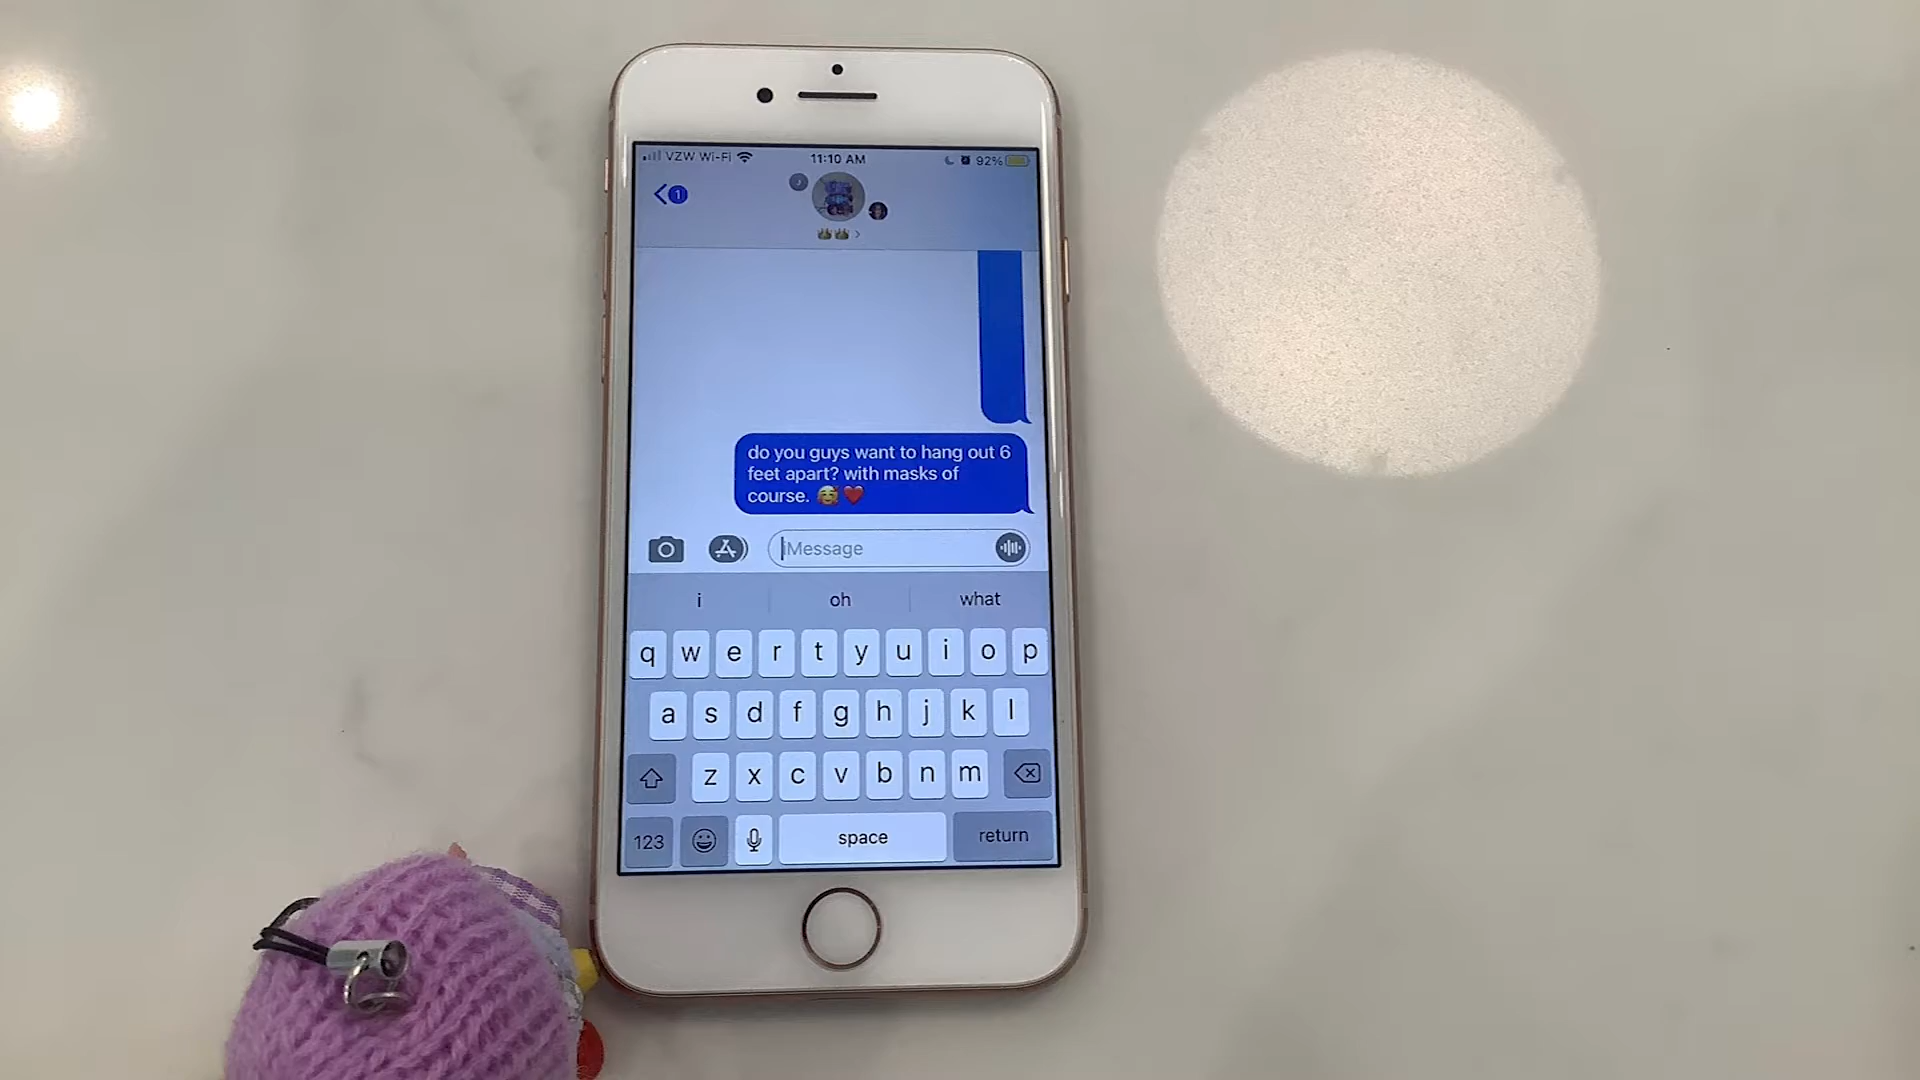 VZW Wi-Fi 11:10 AM 92%
1
👑👑 >
do you guys want to hang out 6
feet apart? with masks of
course. 🥰❤️
iMessage
i oh what
q w e r t y u i o p
a s d f g h j k l
z x c v b n m
123 space return